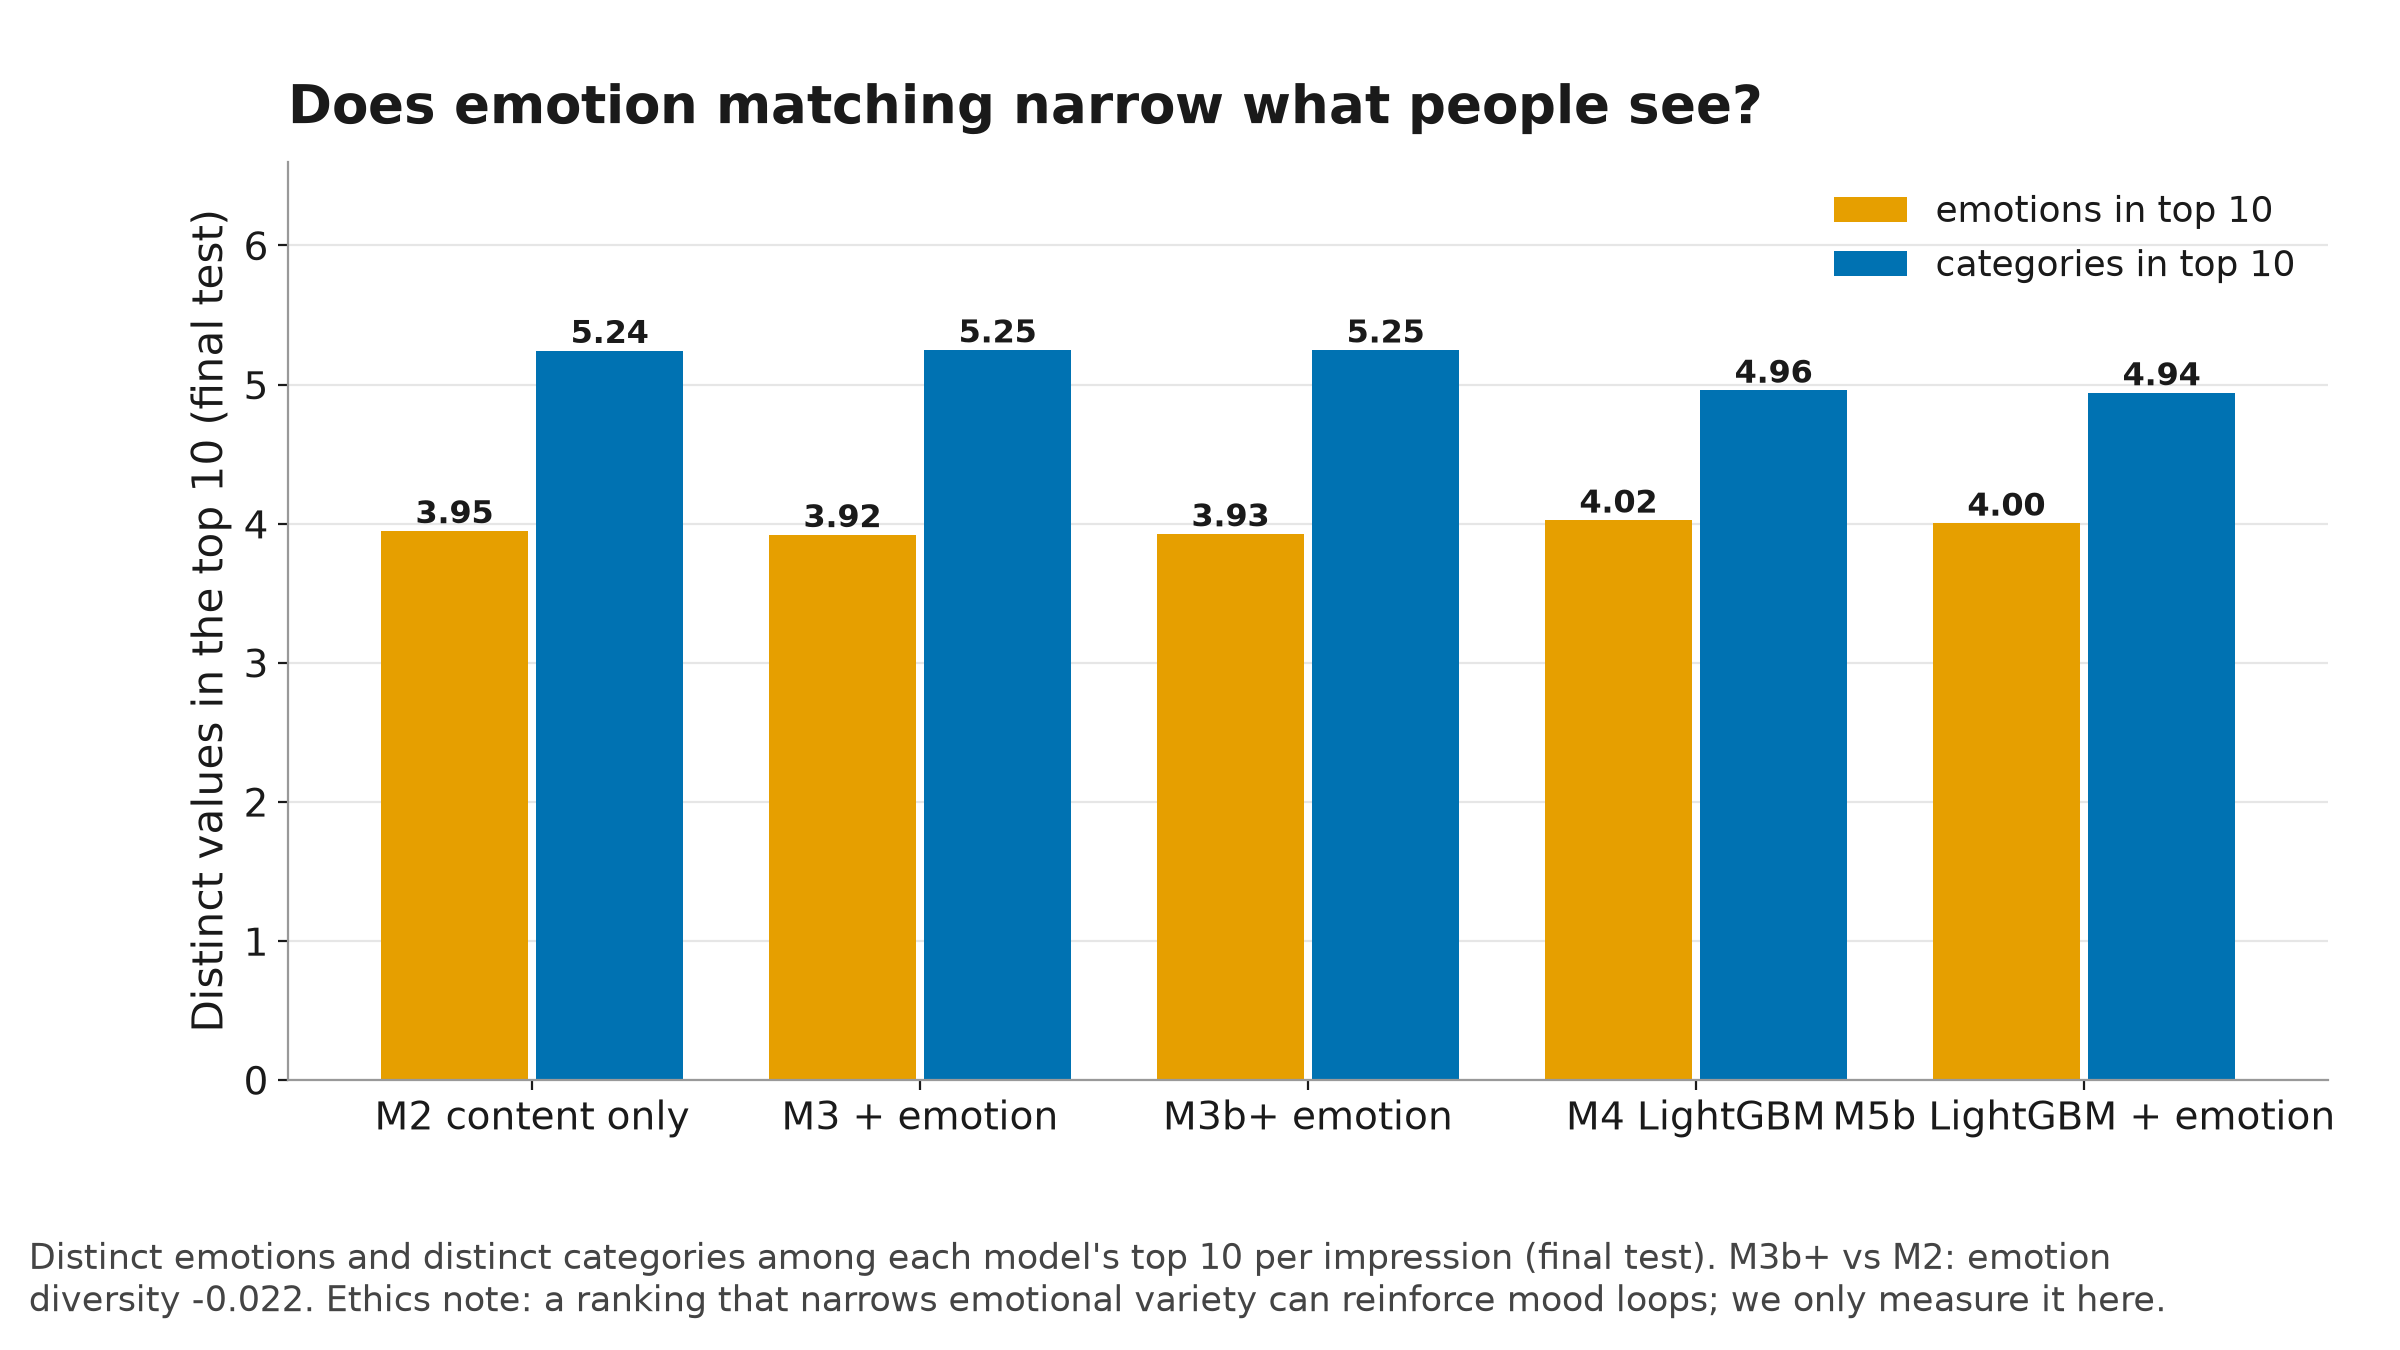 Does emotion matching narrow what people see?
emotions in top 10
categories in top 10
Distinct values in the top 10 (final test)
6
5
4
3
2
1
0
3.95
5.24
3.92
5.25
3.93
5.25
4.02
4.96
4.00
4.94
M2 content only
M3 + emotion
M3b+ emotion
M4 LightGBM
M5b LightGBM + emotion
Distinct emotions and distinct categories among each model's top 10 per impression (final test). M3b+ vs M2: emotion
diversity -0.022. Ethics note: a ranking that narrows emotional variety can reinforce mood loops; we only measure it here.